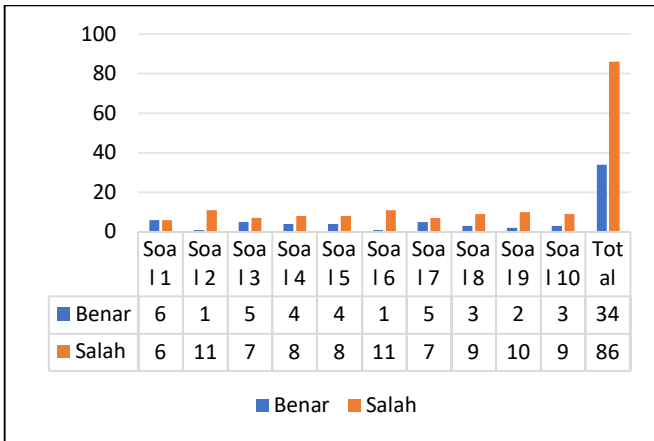 100
80
60
40
20
0
Soa Soa Soa Soa Soa Soa Soa Soa Soa Soa Tot
l 1 l 2 l 3 l 4 l 5 l 6 l 7 l 8 l 9 l 10 al
Benar 6 1 5 4 4 1 5 3 2 3 34
Salah 6 11 7 8 8 11 7 9 10 9 86
Benar Salah